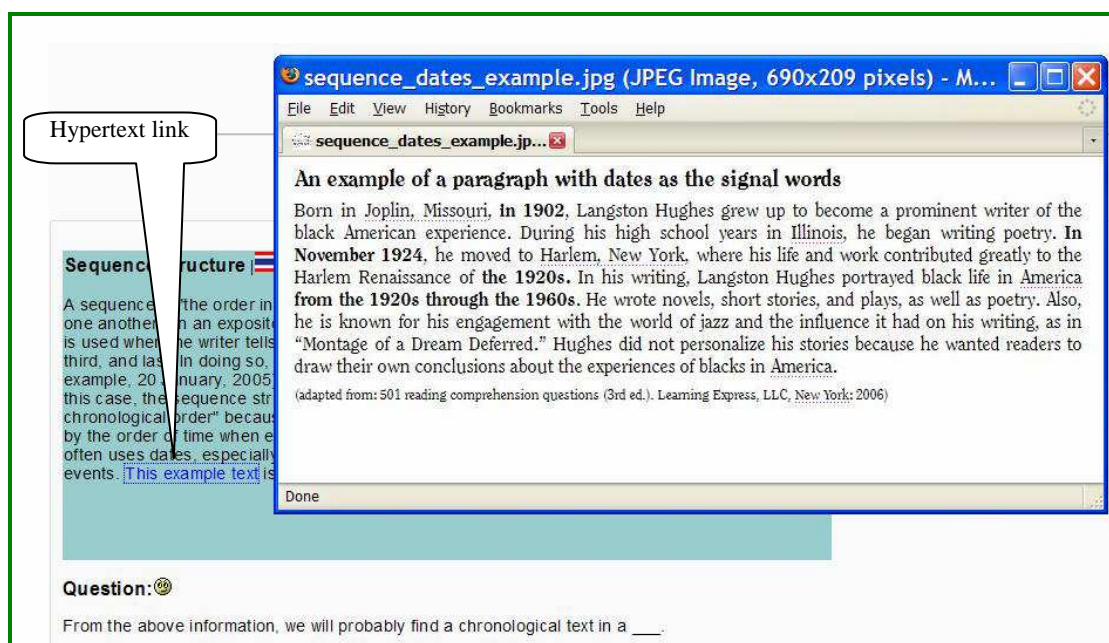 Hypertext link
sequence_dates_example.jpg (JPEG Image, 690x209 pixels) - M...
File Edit View History Bookmarks Tools Help
sequence_dates_example.jp...
An example of a paragraph with dates as the signal words
Born in Joplin, Missouri, in 1902, Langston Hughes grew up to become a prominent writer of the
black American experience. During his high school years in Illinois, he began writing poetry. In
November 1924, he moved to Harlem, New York, where his life and work contributed greatly to the
Harlem Renaissance of the 1920s. In his writing, Langston Hughes portrayed black life in America
from the 1920s through the 1960s. He wrote novels, short stories, and plays, as well as poetry. Also,
he is known for his engagement with the world of jazz and the influence it had on his writing, as in
“Montage of a Dream Deferred.” Hughes did not personalize his stories because he wanted readers to
draw their own conclusions about the experiences of blacks in America.
(adapted from: 501 reading comprehension questions (3rd ed.). Learning Express, LLC, New York: 2006)
Done
Sequence
A sequence "the order in
one another
is used whe writer tells
third, and las In doing so,
example, 20 2005
this case, the sequence str
chronological order" becau
by the order of time when e
often uses dates, especially
events. This example text is
Question:
From the above information, we will probably find a chronological text in a ___.